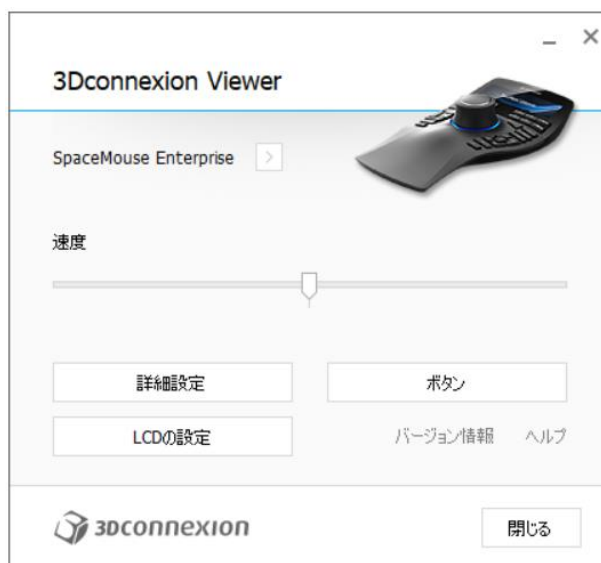 3Dconnexion Viewer
SpaceMouse Enterprise
速度
詳細設定
ボタン
LCDの設定
バージョン情報
ヘルプ
3Dconnexion
閉じる